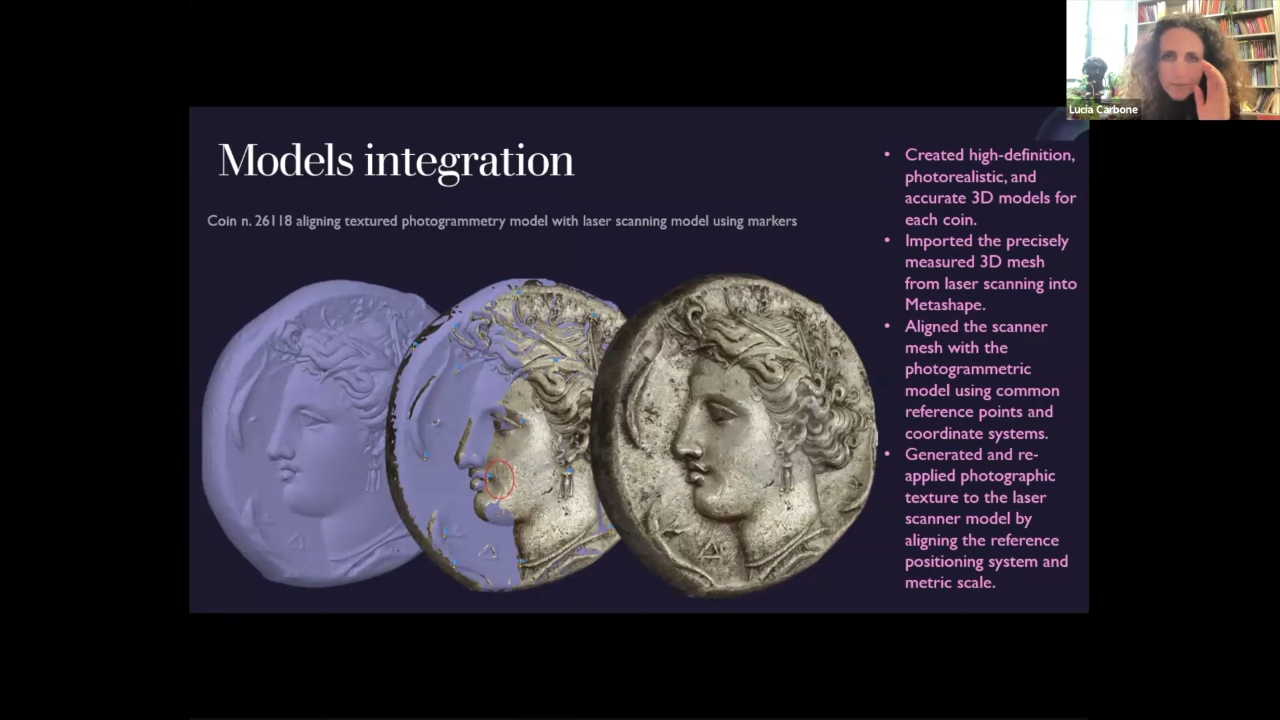 Lucia Carbone
Models integration
Coin n. 26118 aligning textured photogrammetry model with laser scanning model using markers
• Created high-definition,
photorealistic, and
accurate 3D models for
each coin.
• Imported the precisely
measured 3D mesh
from laser scanning into
Metashape.
• Aligned the scanner
mesh with the
photogrammetric
model using common
reference points and
coordinate systems.
• Generated and re-
applied photographic
texture to the laser
scanner model by
aligning the reference
positioning system and
metric scale.